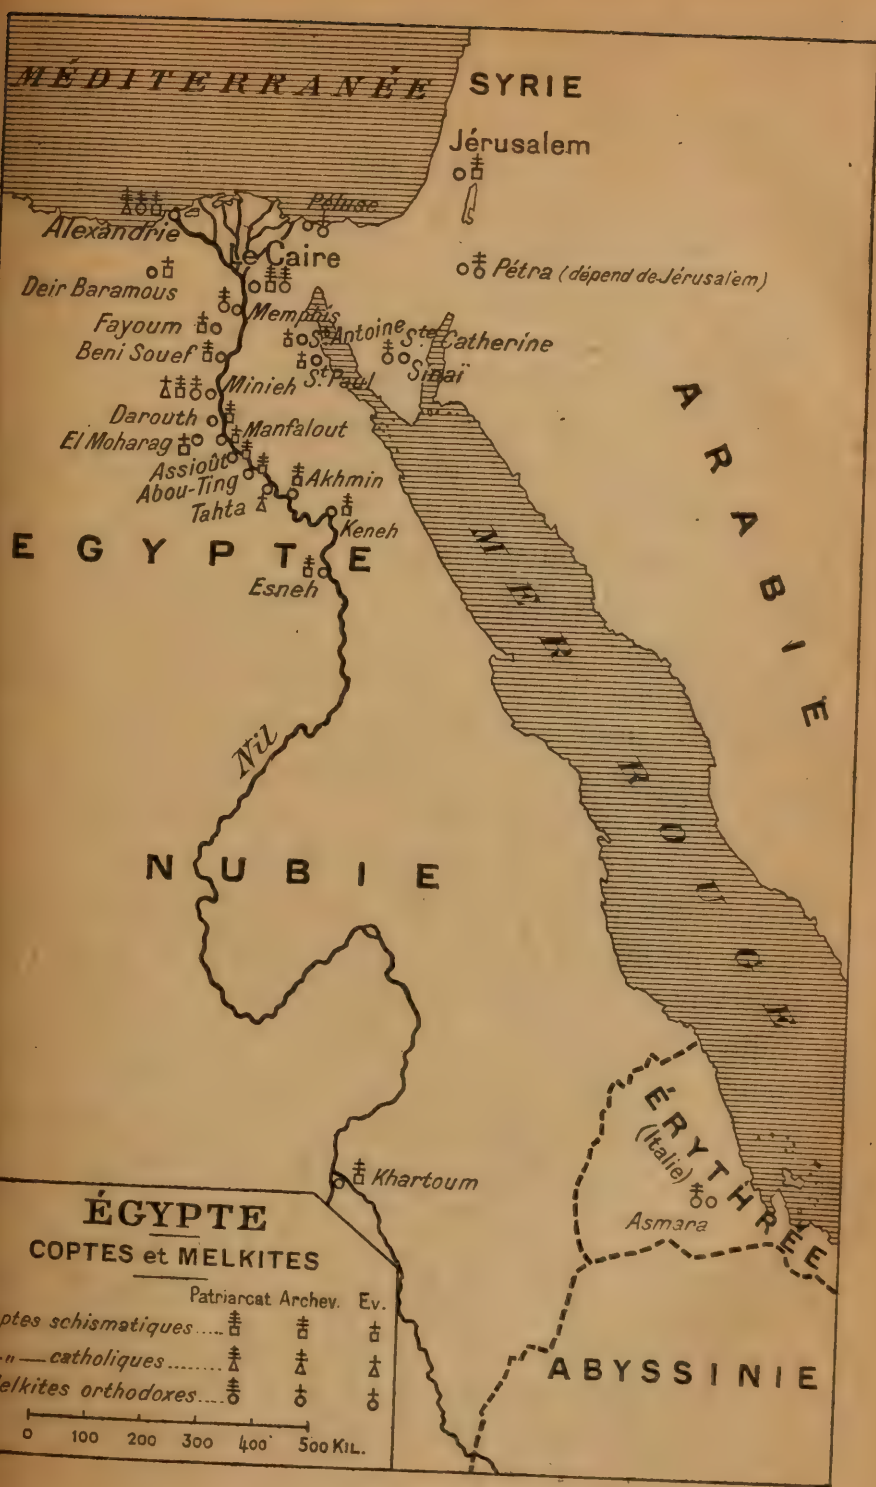 MÉDITERRANÉE
SYRIE
Jérusalem
Péluse
Alexandrie
Le Caire
Pétra (dépend de Jérusalem)
Deir Baramous
Memphis
Fayoum
St Antoine
Ste Catherine
Beni Souef
Sinaï
St Paul
Minieh
Darouth
Manfalout
El Moharag
Assioût
Abou-Ting
Akhmin
Tahta
Keneh
ARABIE
EGYPTE
Esneh
MER ROUGE
Nil
NUBIE
ÉRYTHRÉE
(Italie)
Asmara
Khartoum
ABYSSINIE
ÉGYPTE
COPTES et MELKITES
Patriarcat Archev. Ev.
ptes schismatiques....
„ — catholiques........
elkites orthodoxes....
0 100 200 300 400 500 KIL.